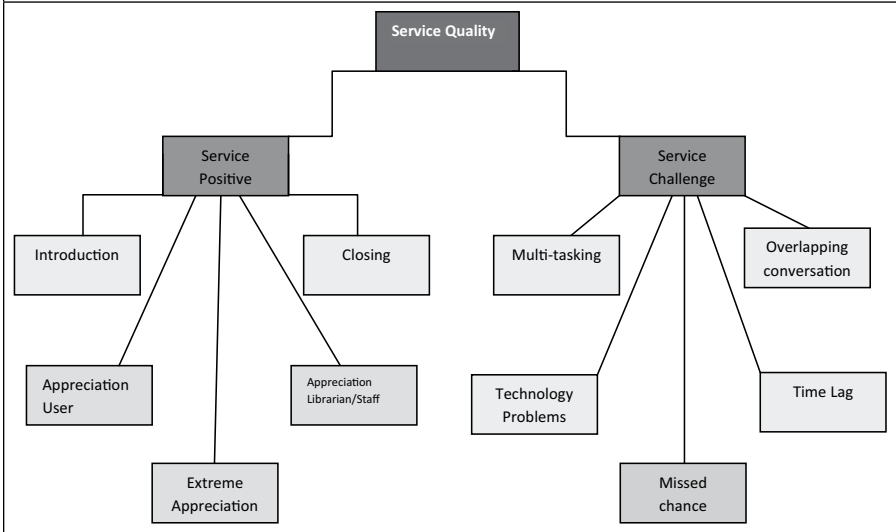 Service Quality
Service
Positive
Service
Challenge
Introduction
Closing
Multi-tasking
Overlapping
conversation
Appreciation
User
Appreciation
Librarian/Staff
Technology
Problems
Time Lag
Extreme
Appreciation
Missed
chance